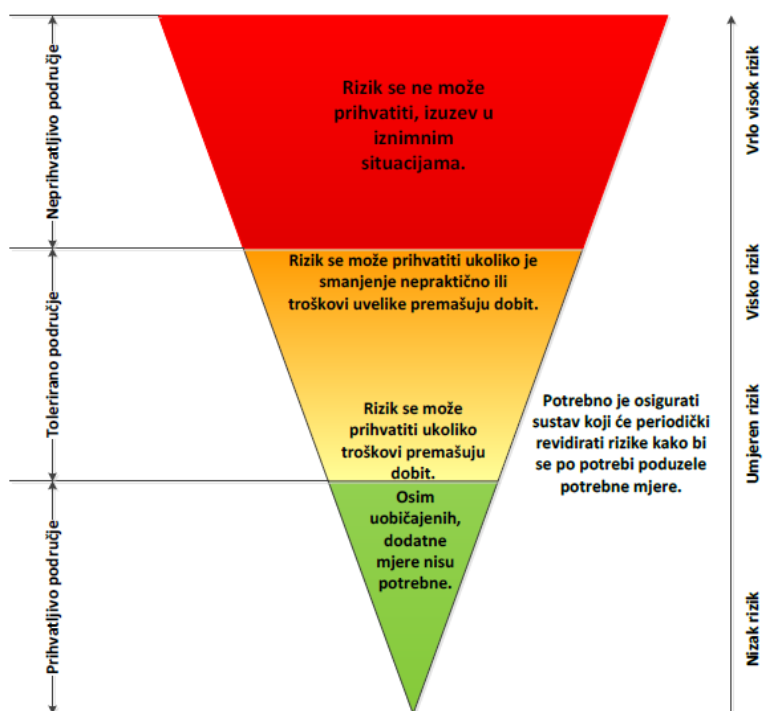 Neprihvatljivo područje
Tolerirano područje
Prihvatljivo područje
Rizik se ne može
prihvatiti, izuzev u
iznimnim
situacijama.
Rizik se može prihvatiti ukoliko je
smanjenje nepraktično ili
troškovi uvelike premašuju dobit.
Rizik se može
prihvatiti ukoliko
troškovi premašuju
dobit.
Osim
uobičajenih,
dodatne
mjere nisu
potrebne.
Potrebno je osigurati
sustav koji će periodički
revidirati rizike kako bi
se po potrebi poduzele
potrebne mjere.
Vrlo visok rizik
Visko rizik
Umjeren rizik
Nizak rizik